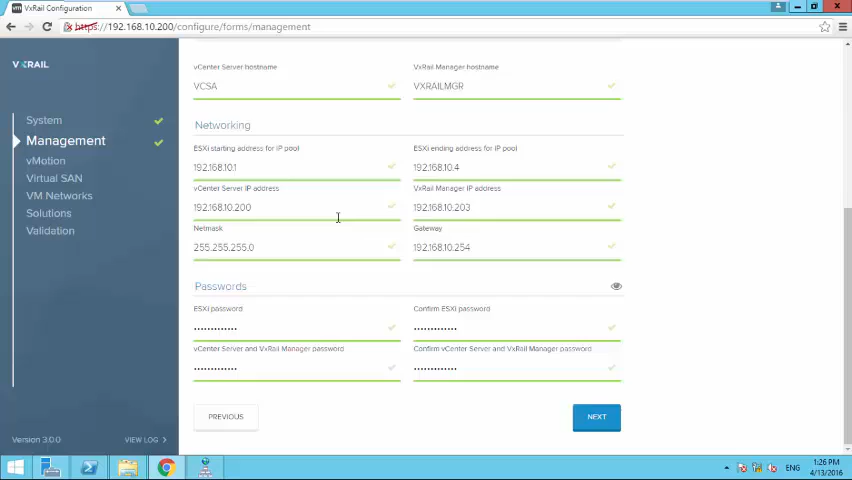 VxRail Configuration
https://192.168.10.200/configure/forms/management
VXRAIL
System
Management
vMotion
Virtual SAN
VM Networks
Solutions
Validation
Version 3.0.0
VIEW LOG
vCenter Server hostname
VxRail Manager hostname
VCSA
VXRAILMGR
Networking
ESXi starting address for IP pool
ESXi ending address for IP pool
192.168.10.1
192.168.10.4
vCenter Server IP address
VxRail Manager IP address
192.168.10.200
192.168.10.203
Netmask
Gateway
255.255.255.0
192.168.10.254
Passwords
ESXi password
Confirm ESXi password
vCenter Server and VxRail Manager password
Confirm vCenter Server and VxRail Manager password
PREVIOUS
NEXT
ENG
1:26 PM
4/13/2016